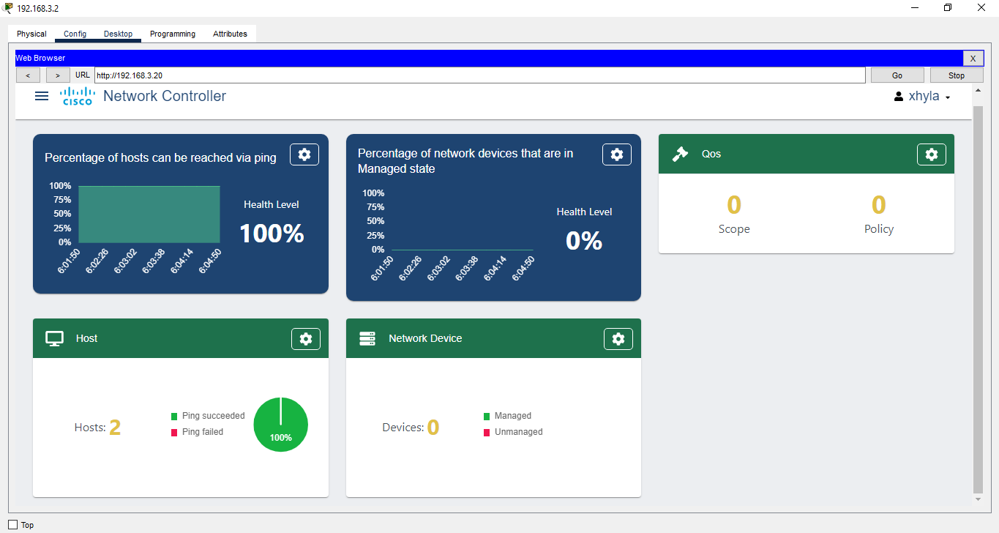 192.168.3.2
Physical Config Desktop Programming Attributes
Web Browser X
< > URL http://192.168.3.20 Go Stop
CISCO Network Controller xhyla
Percentage of hosts can be reached via ping
100%
75%
50%
25%
0%
6:01:50 6:02:26 6:03:02 6:03:38 6:04:14 6:04:50
Health Level
100%
Percentage of network devices that are in
Managed state
100%
75%
50%
25%
0%
6:01:50 6:02:26 6:03:02 6:03:38 6:04:14 6:04:50
Health Level
0%
Qos
0 0
Scope Policy
Host
Hosts: 2
Ping succeeded
Ping failed
100%
Network Device
Devices: 0
Managed
Unmanaged
Top